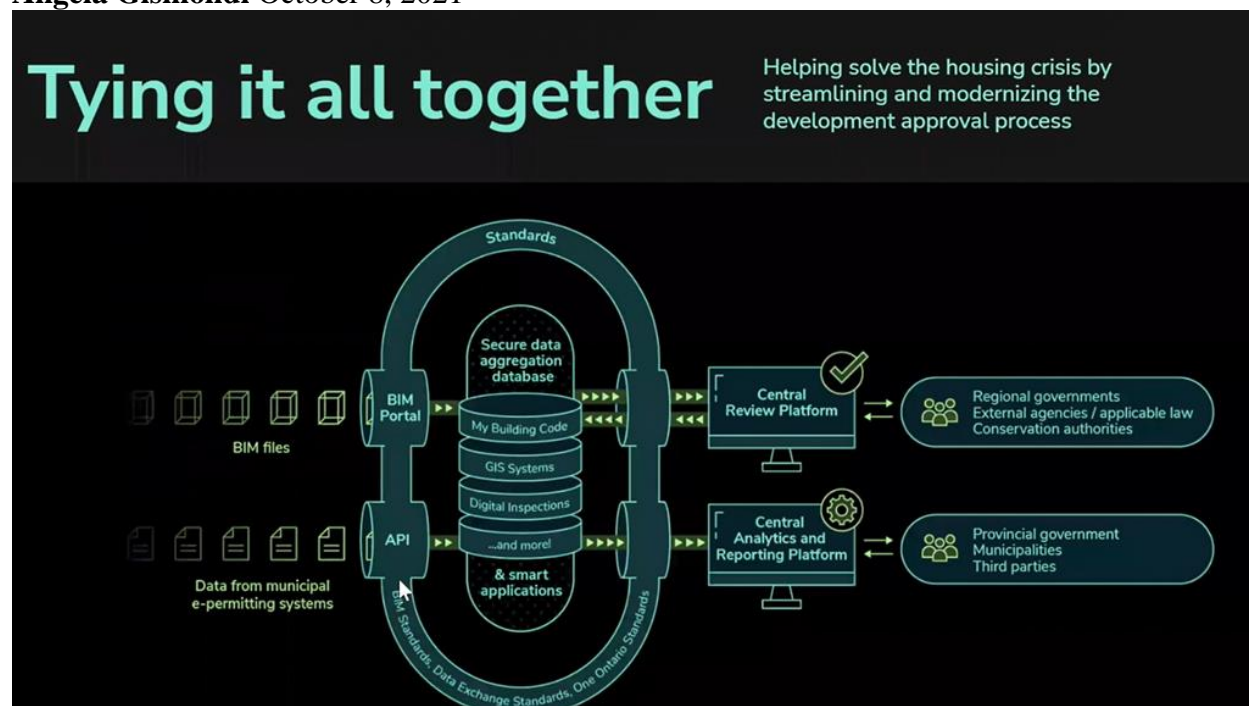 Angela Gismondi October 8, 2021
Tying it all together
Helping solve the housing crisis by
streamlining and modernizing the
development approval process
Standards
Secure data
aggregation
database
BIM
Portal
BIM files
My Building Code
GIS Systems
Digital Inspections
...and more!
& smart
applications
API
Data from municipal
e-permitting systems
BIM Standards, Data Exchange Standards, One Ontario Standards
Central
Review Platform
Regional governments
External agencies / applicable law
Conservation authorities
Central
Analytics and
Reporting Platform
Provincial government
Municipalities
Third parties